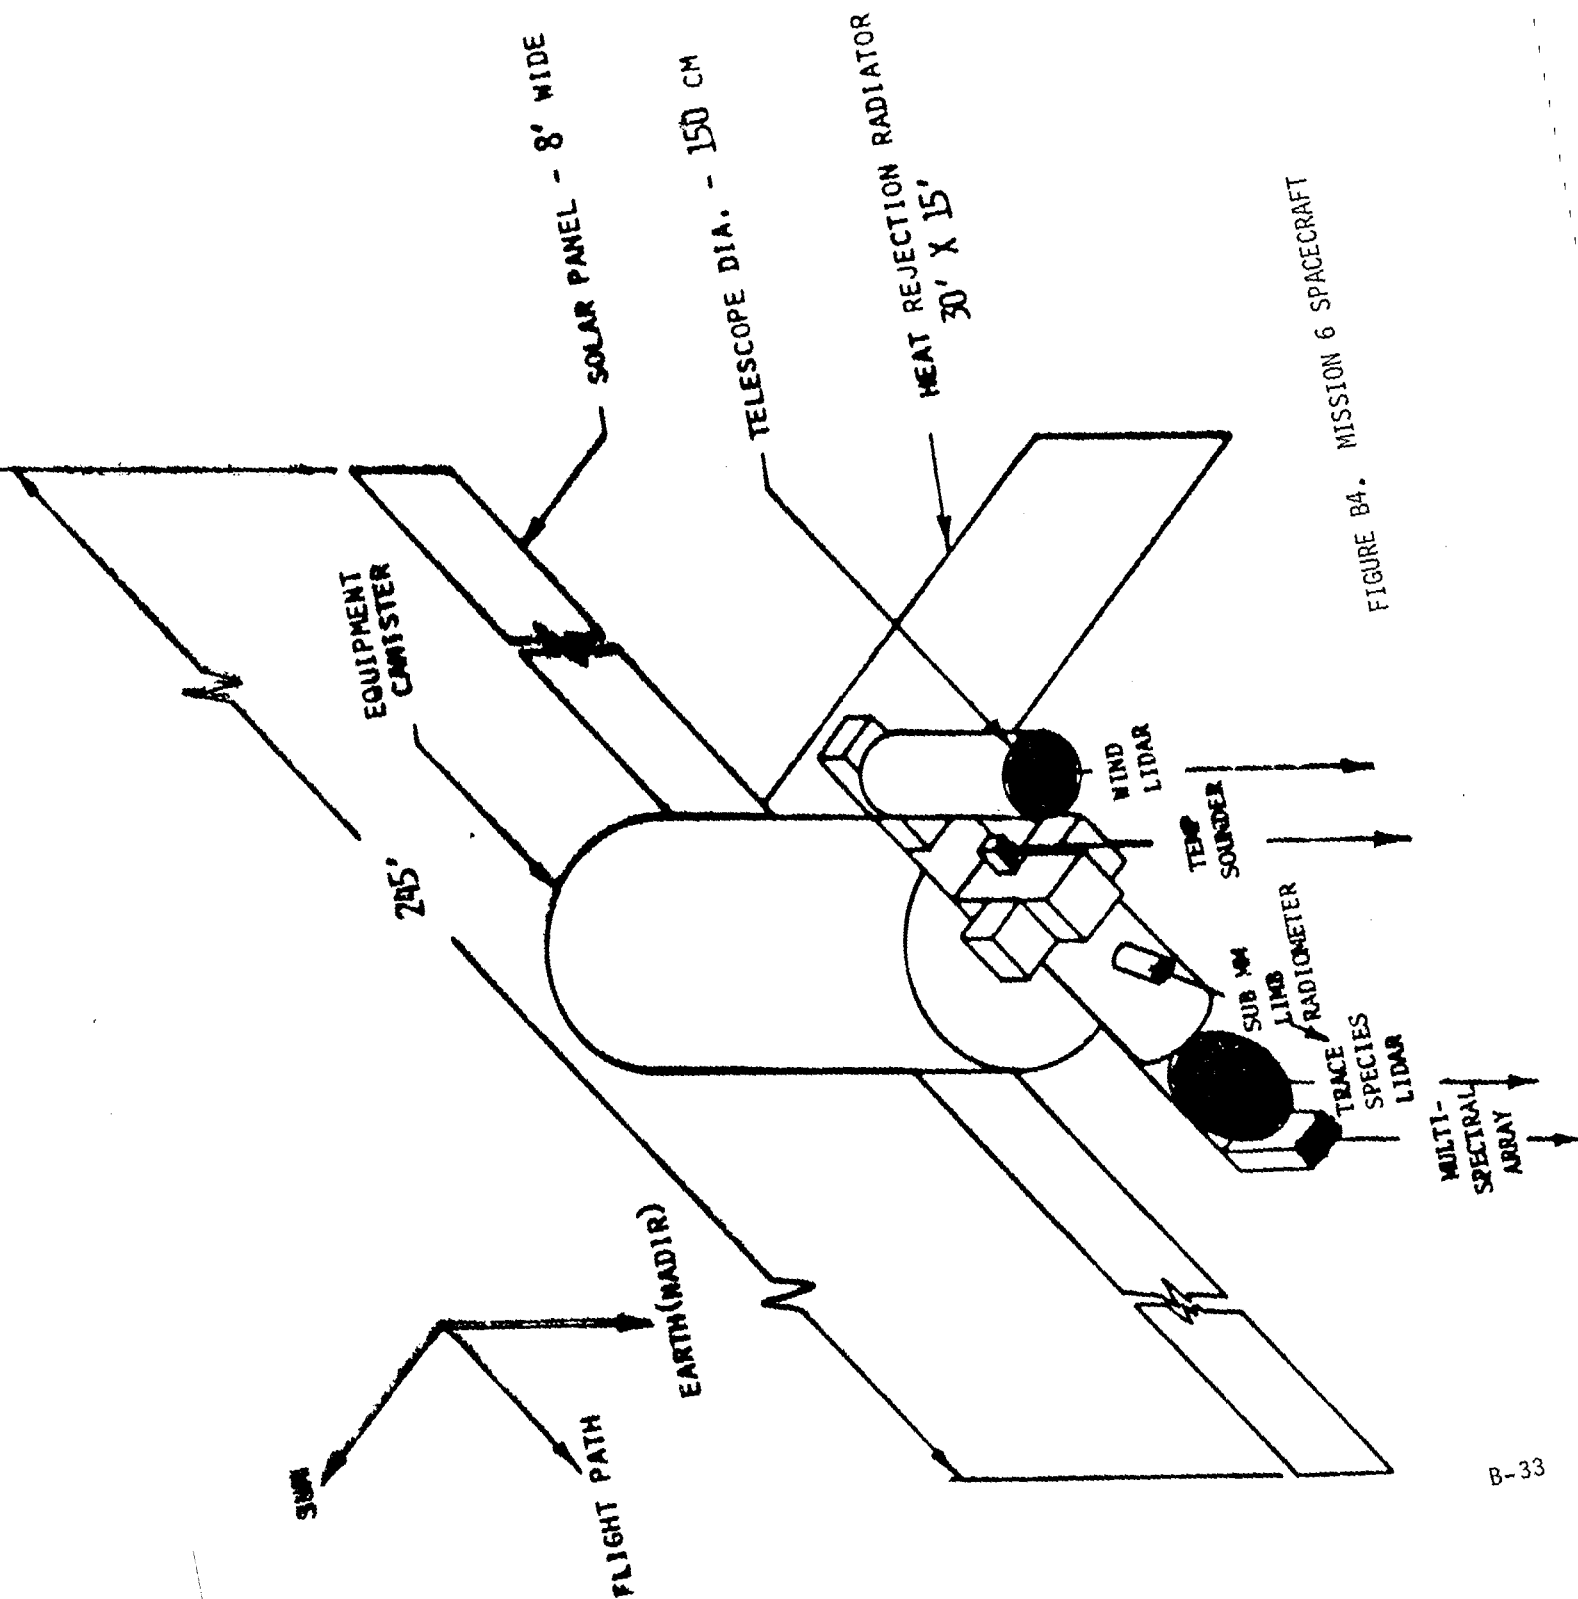 SOLAR PANEL - 8' WIDE
TELESCOPE DIA. - 150 CM
HEAT REJECTION RADIATOR
30' X 15'
EQUIPMENT
CANISTER
245'
WIND
LIDAR
TEMP
SOUNDER
SUB MM
LIMB
RADIOMETER
TRACE
SPECIES
LIDAR
MULTI-
SPECTRAL
ARRAY
SUN
FLIGHT PATH
EARTH(NADIR)
FIGURE B4. MISSION 6 SPACECRAFT
B-33